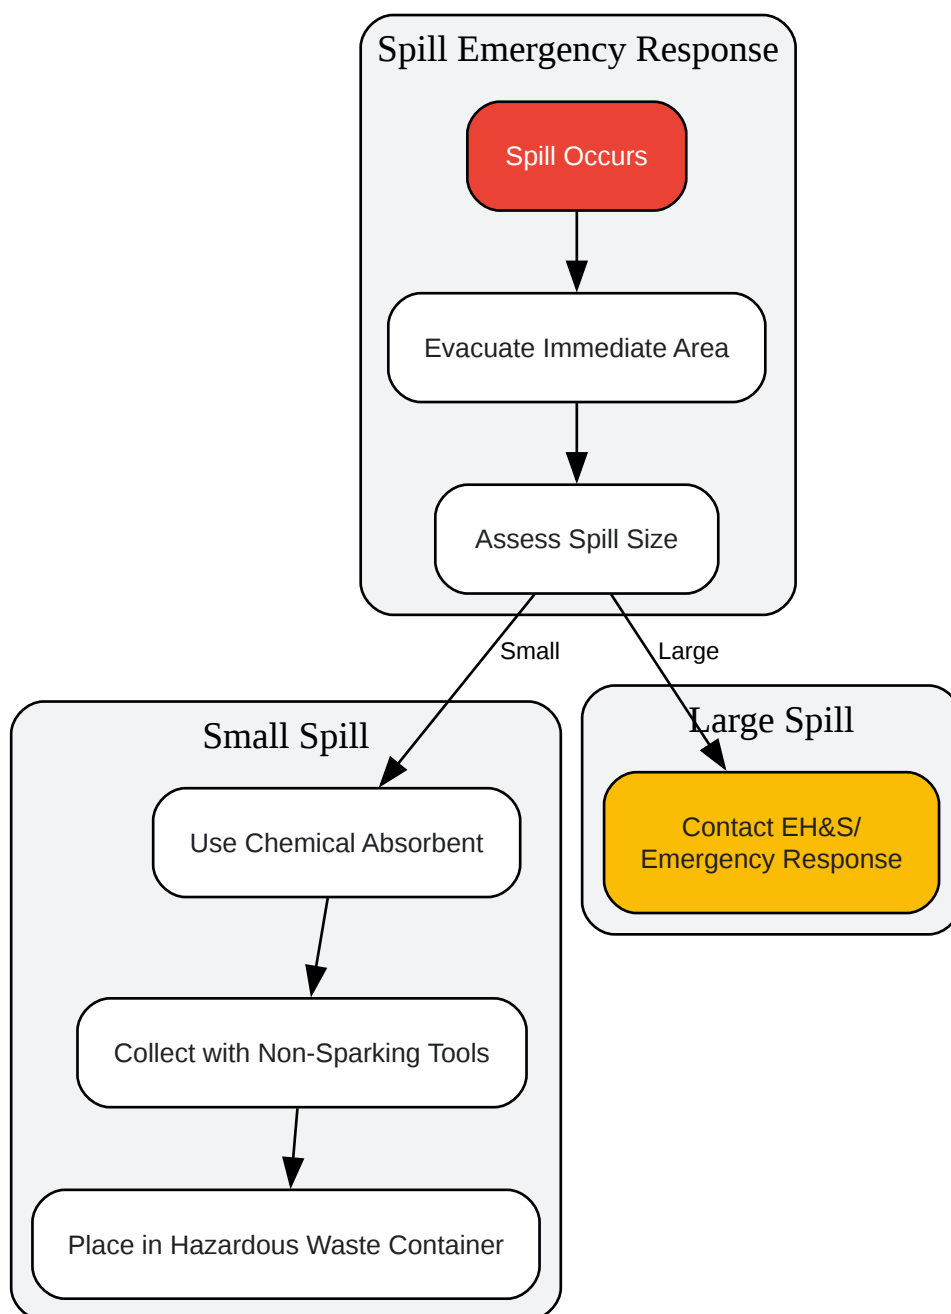 Spill Emergency Response
Spill Occurs
Evacuate Immediate Area
Assess Spill Size
Small
Large
Small Spill
Use Chemical Absorbent
Collect with Non-Sparking Tools
Place in Hazardous Waste Container
Large Spill
Contact EH&S/
Emergency Response